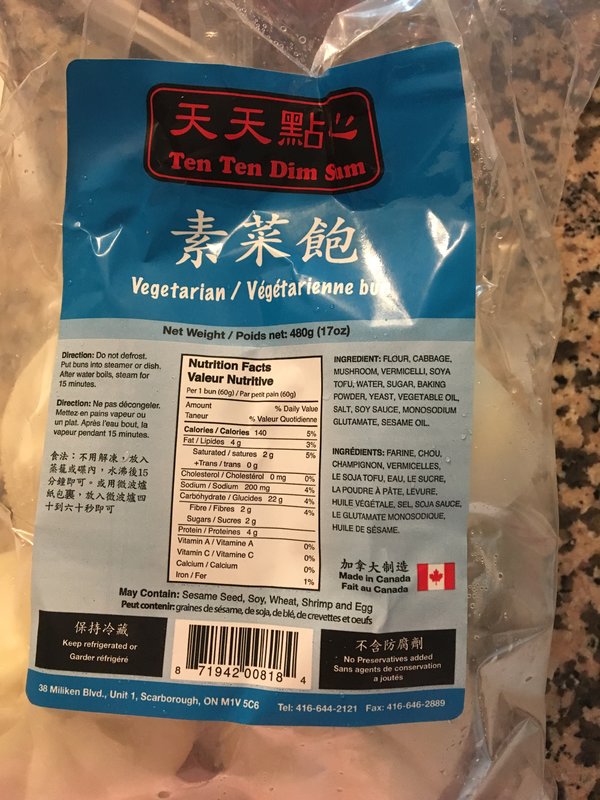 天天點心
Ten Ten Dim Sum
素菜飽
Vegetarian / Végétarienne
Net Weight / Poids net: 480g (17oz)
Direction: Do not defrost.
Put buns into steamer or dish.
After water boils, steam for
15 minutes.
Direction: Ne pas décongeler.
Mettez en pains vapeur ou
un plat. Après l'eau bout, la
vapeur pendant 15 minutes.
食法：不用解凍，放入
蒸籠或碟內，水沸後15
分鐘即可。或用微波爐
紙包裹，放入微波爐四
十到六十秒即可
Nutrition Facts
Valeur Nutritive
Per 1 bun (60g) / Par petit pain (60g)
Amount % Daily Value
Taneur % Valeur Quotidienne
Calories / Calories 140 5%
Fat / Lipides 4 g 3%
Saturated / satures 2 g 5%
+Trans / trans 0 g
Cholesterol / Cholestérol 0 mg 0%
Sodium / Sodium 200 mg 4%
Carbohydrate / Glucides 22 g 4%
Fibre / Fibres 2 g 4%
Sugars / Sucres 2 g
Protein / Protéines 4 g
Vitamin A / Vitamine A 0%
Vitamin C / Vitamine C 0%
Calcium / Calcium 0%
Iron / Fer 1%
INGREDIENT: FLOUR, CABBAGE,
MUSHROOM, VERMICELLI, SOYA
TOFU, WATER, SUGAR, BAKING
POWDER, YEAST, VEGETABLE OIL,
SALT, SOY SAUCE, MONOSODIUM
GLUTAMATE, SESAME OIL.
INGRÉDIENTS: FARINE, CHOU,
CHAMPIGNON, VERMICELLES,
LE SOJA TOFU, EAU, LE SUCRE,
LA POUDRE À PÂTE, LEVURE,
HUILE VEGÉTALE, SEL, SOJA SAUCE,
LE GLUTAMATE MONOSODIQUE,
HUILE DE SÉSAME.
加拿大制造
Made in Canada
Fait au Canada
May Contain: Sesame Seed, Soy, Wheat, Shrimp and Egg
Peut contenir: graines de sésame, de soja, de blé, de crevettes et oeufs
保持冷藏
Keep refrigerated or
Garder réfrigéré
8 71942 00818 4
不含防腐劑
No Preservatives added
Sans agents de conservation
a joutés
38 Miliken Blvd., Unit 1, Scarborough, ON M1V 5C6 Tel: 416-644-2121 Fax: 416-646-2889